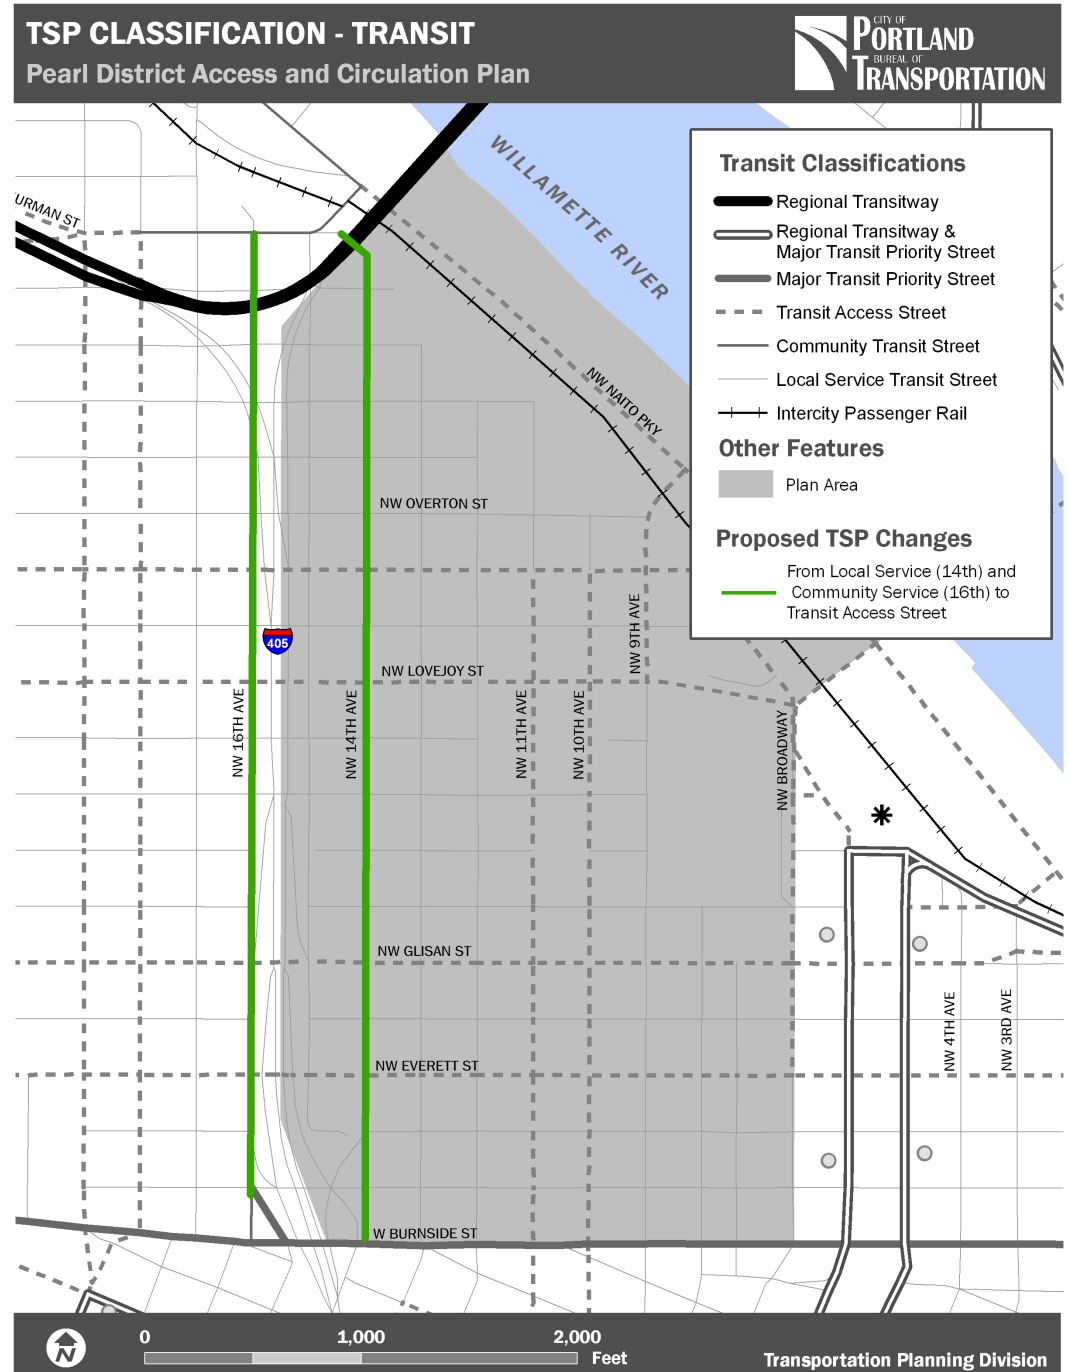 TSP CLASSIFICATION - TRANSIT
Pearl District Access and Circulation Plan
CITY OF
PORTLAND
BUREAU OF
TRANSPORTATION
WILLAMETTE RIVER
Transit Classifications
Regional Transitway
Regional Transitway &
Major Transit Priority Street
Major Transit Priority Street
Transit Access Street
Community Transit Street
Local Service Transit Street
Intercity Passenger Rail
Other Features
Plan Area
Proposed TSP Changes
From Local Service (14th) and
Community Service (16th) to
Transit Access Street
URMAN ST
NW NAITO PKY
NW OVERTON ST
NW 9TH AVE
405
NW LOVEJOY ST
NW 16TH AVE
NW 14TH AVE
NW 11TH AVE
NW 10TH AVE
NW BROADWAY
NW GLISAN ST
NW 4TH AVE
NW 3RD AVE
NW EVERETT ST
W BURNSIDE ST
N
0 1,000 2,000
Feet
Transportation Planning Division